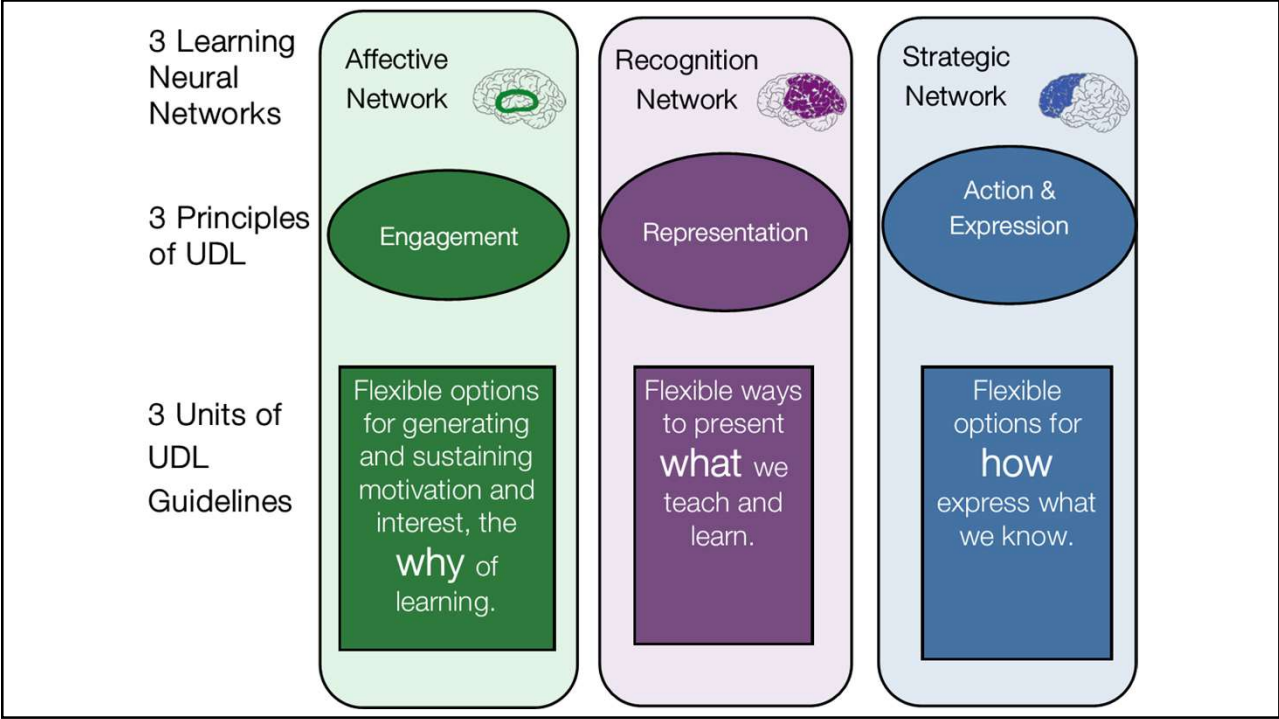 3 Learning
Neural
Networks
Affective
Network
Recognition
Network
Strategic
Network
3 Principles
of UDL
Engagement
Representation
Action &
Expression
3 Units of
UDL
Guidelines
Flexible options
for generating
and sustaining
motivation and
interest, the
why of
learning.
Flexible ways
to present
what we
teach and
learn.
Flexible
options for
how
express what
we know.